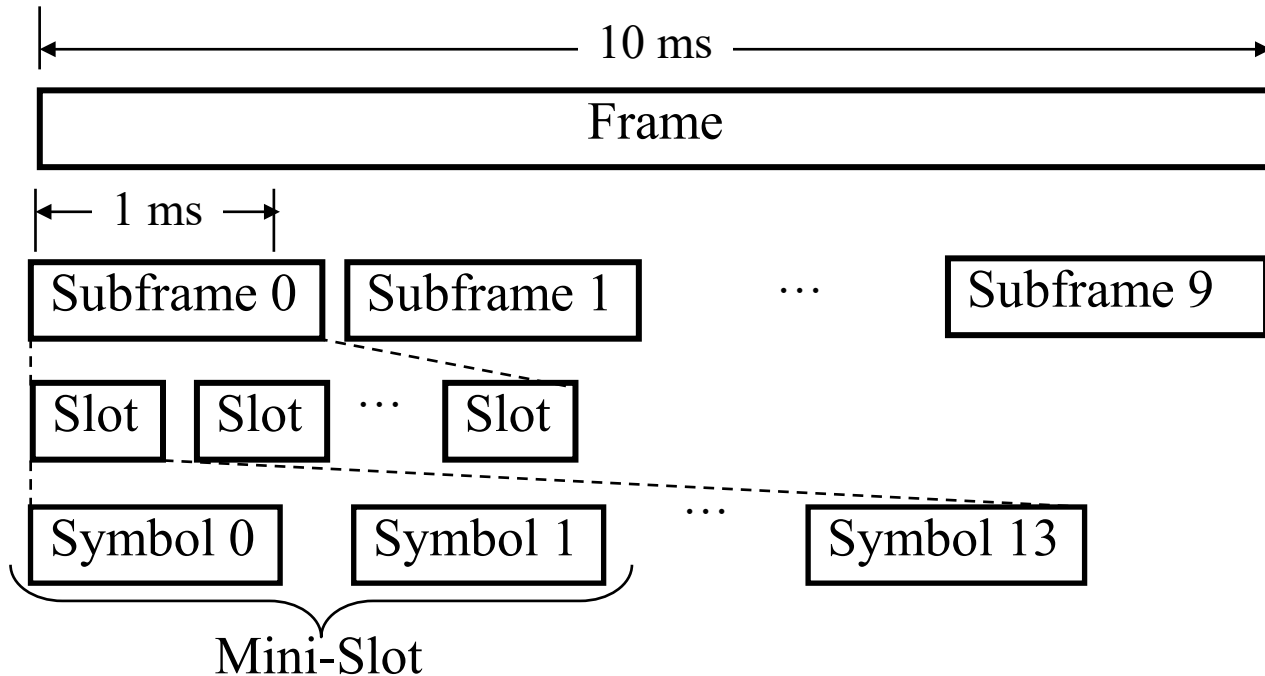 10 ms
Frame
1 ms
Subframe 0 Subframe 1 ... Subframe 9
Slot Slot ... Slot
Symbol 0 Symbol 1 ... Symbol 13
Mini-Slot